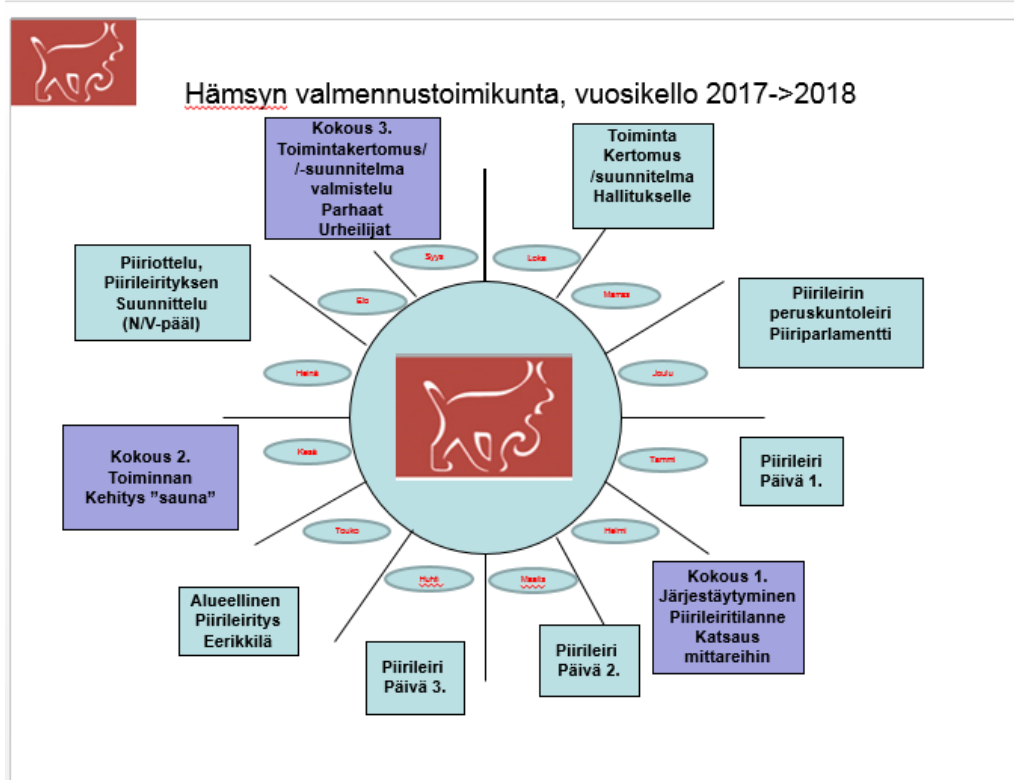 Hämsyn valmennustoimikunta, vuosikello 2017->2018
Kokous 3.
Toimintakertomus/
/-suunnitelma
valmistelu
Parhaat
Urheilijat
Toiminta
Kertomus
/suunnitelma
Hallitukselle
Syys
Loka
Piiriottelu,
Piirileirityksen
Suunnittelu
(N/V-pääl)
Elo
Marras
Piirileirin
peruskuntoleiri
Piiriparlamentti
Heinä
Joulu
Kokous 2.
Toiminnan
Kehitys ”sauna”
Kesä
Tammi
Piirileiri
Päivä 1.
Touko
Helmi
Alueellinen
Piirileiritys
Eerikkilä
Huhti
Maalis
Kokous 1.
Järjestäytyminen
Piirileiritilanne
Katsaus
mittareihin
Piirileiri
Päivä 3.
Piirileiri
Päivä 2.